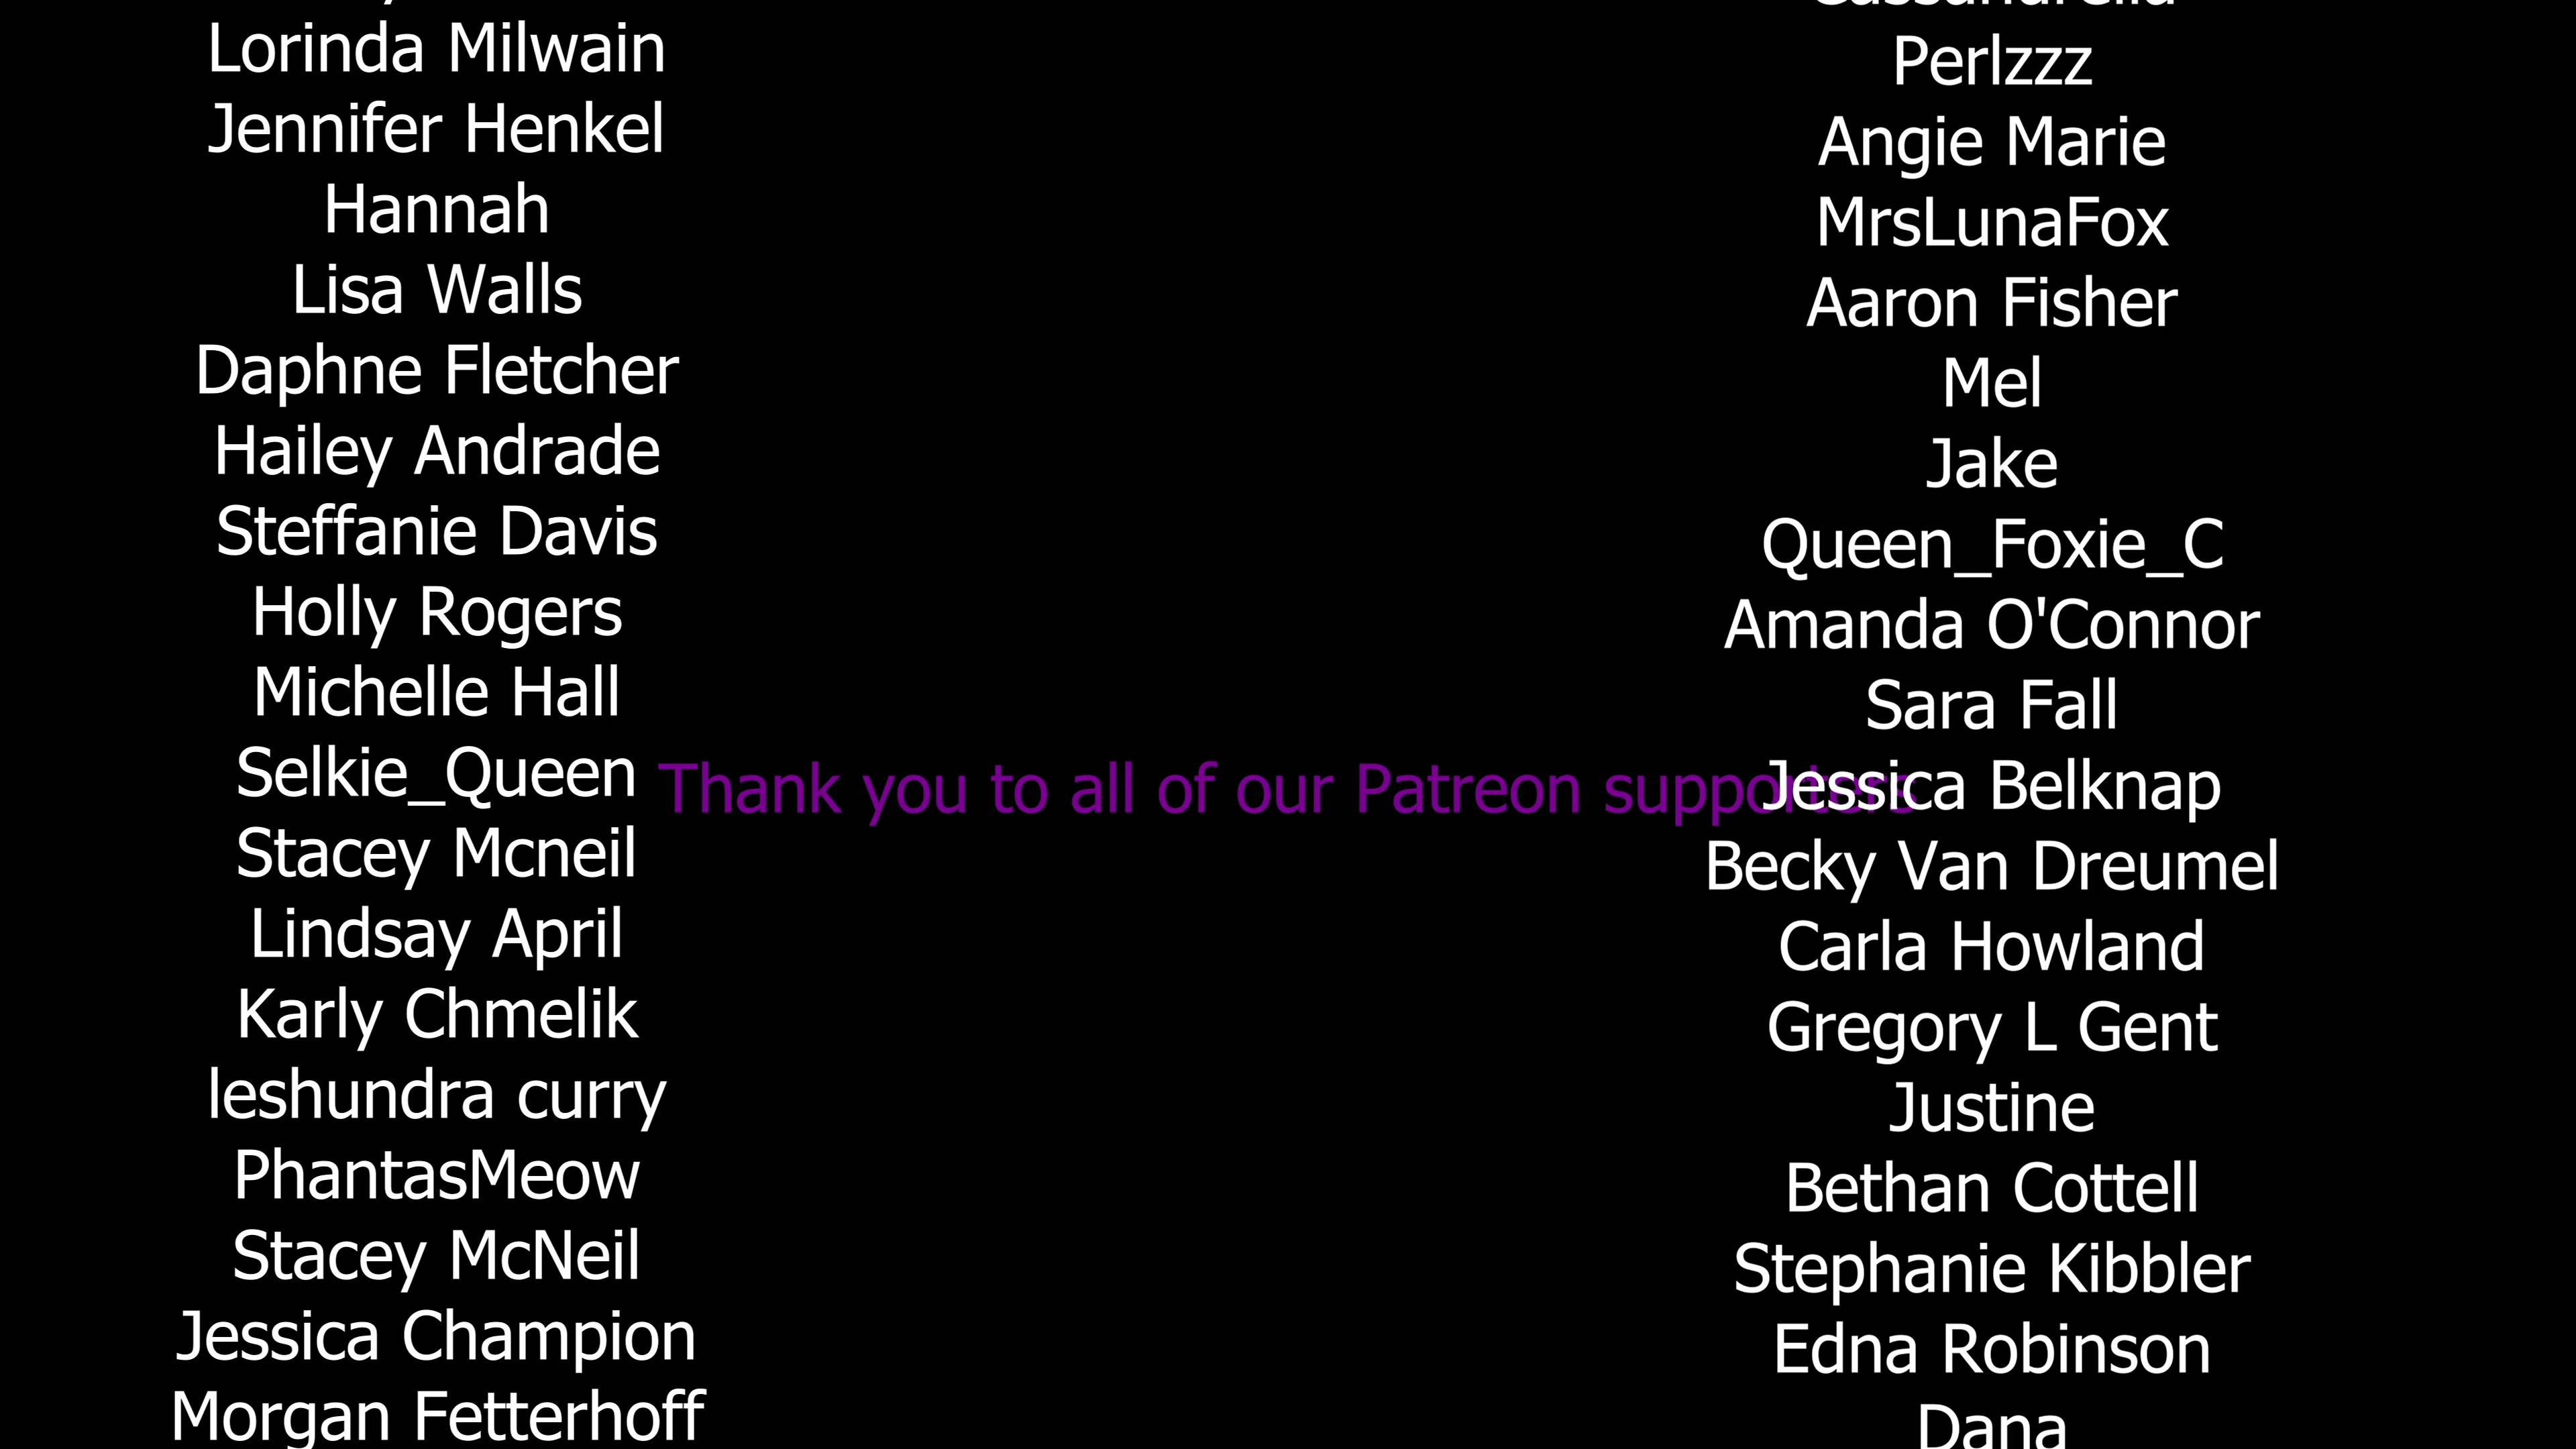 Lorinda Milwain
Jennifer Henkel
Hannah
Lisa Walls
Daphne Fletcher
Hailey Andrade
Steffanie Davis
Holly Rogers
Michelle Hall
Selkie_Queen
Stacey Mcneil
Lindsay April
Karly Chmelik
leshundra curry
PhantasMeow
Stacey McNeil
Jessica Champion
Morgan Fetterhoff
Thank you to all of our Patreon supporters
Perlzzz
Angie Marie
MrsLunaFox
Aaron Fisher
Mel
Jake
Queen_Foxie_C
Amanda O'Connor
Sara Fall
Jessica Belknap
Becky Van Dreumel
Carla Howland
Gregory L Gent
Justine
Bethan Cottell
Stephanie Kibbler
Edna Robinson
Dana